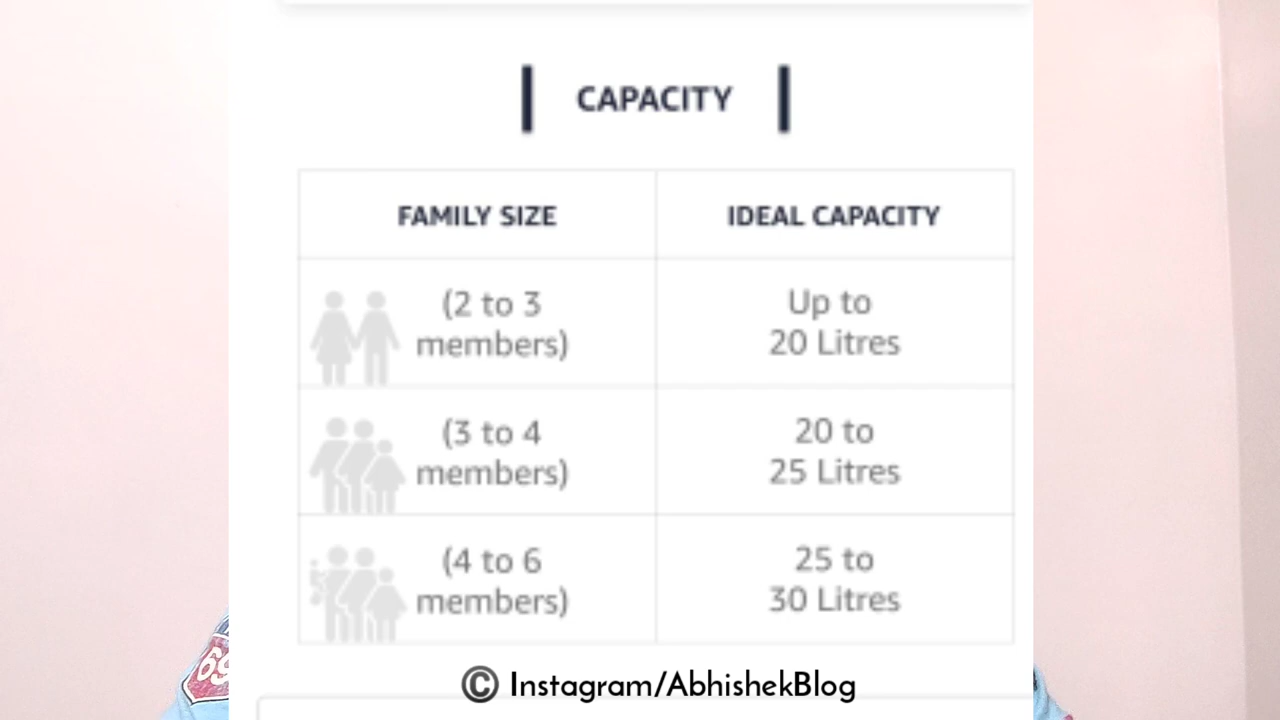 CAPACITY
FAMILY SIZE
IDEAL CAPACITY
(2 to 3
members)
Up to
20 Litres
(3 to 4
members)
20 to
25 Litres
(4 to 6
members)
25 to
30 Litres
© Instagram/AbhishekBlog
69